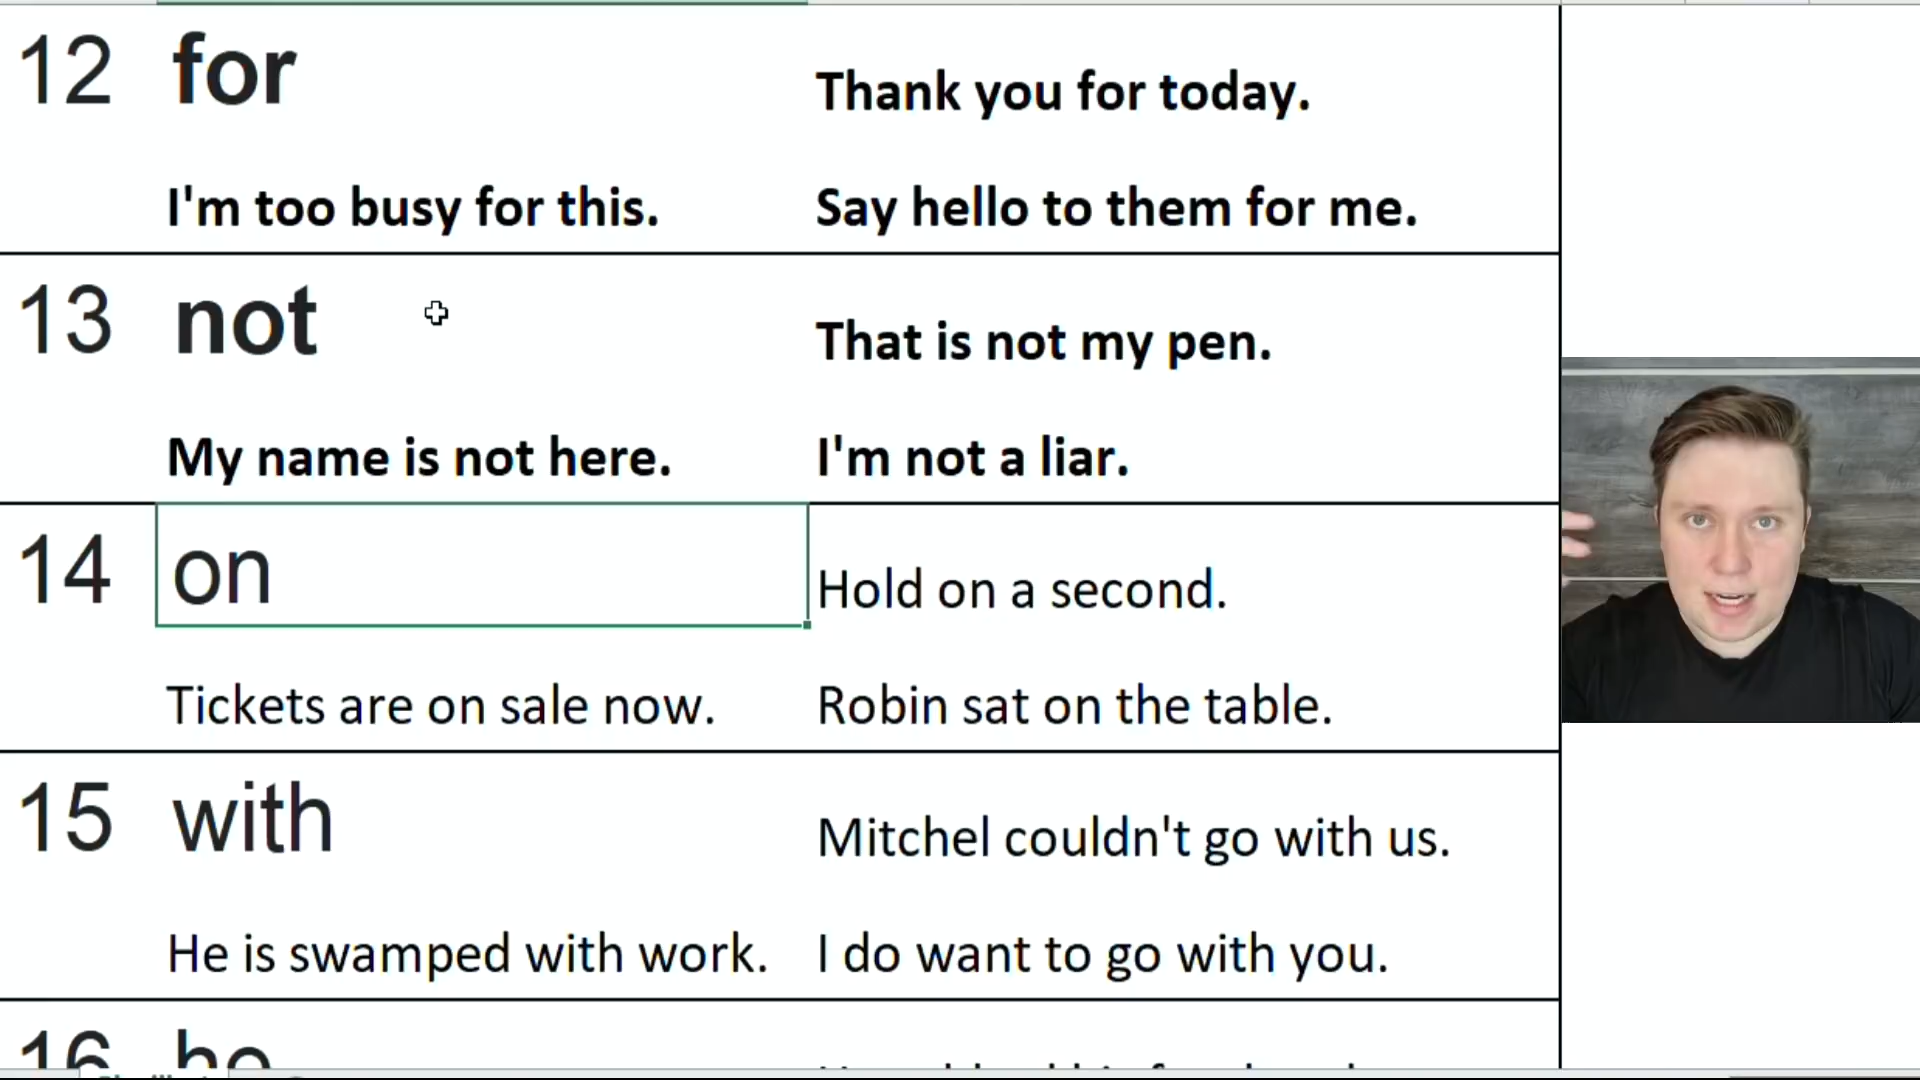 12 for Thank you for today.
I'm too busy for this. Say hello to them for me.
13 not That is not my pen.
My name is not here. I'm not a liar.
14 on Hold on a second.
Tickets are on sale now. Robin sat on the table.
15 with Mitchel couldn't go with us.
He is swamped with work. I do want to go with you.
16 he